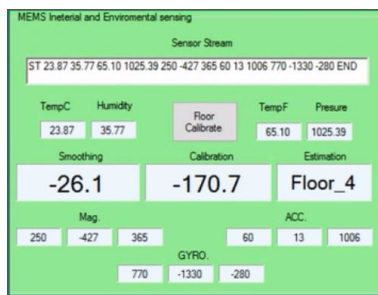 MEMS Ineterial and Enviromental sensing
Sensor Stream
ST 23.87 35.77 65.10 1025.39 250 -427 365 60 13 1006 770 -1330 -280 END
TempC Humidity TempF Presure
Floor
Calibrate
23.87 35.77 65.10 1025.39
Smoothing Calibration Estimation
-26.1 -170.7 Floor_4
Mag. ACC.
250 -427 365 60 13 1006
GYRO.
770 -1330 -280